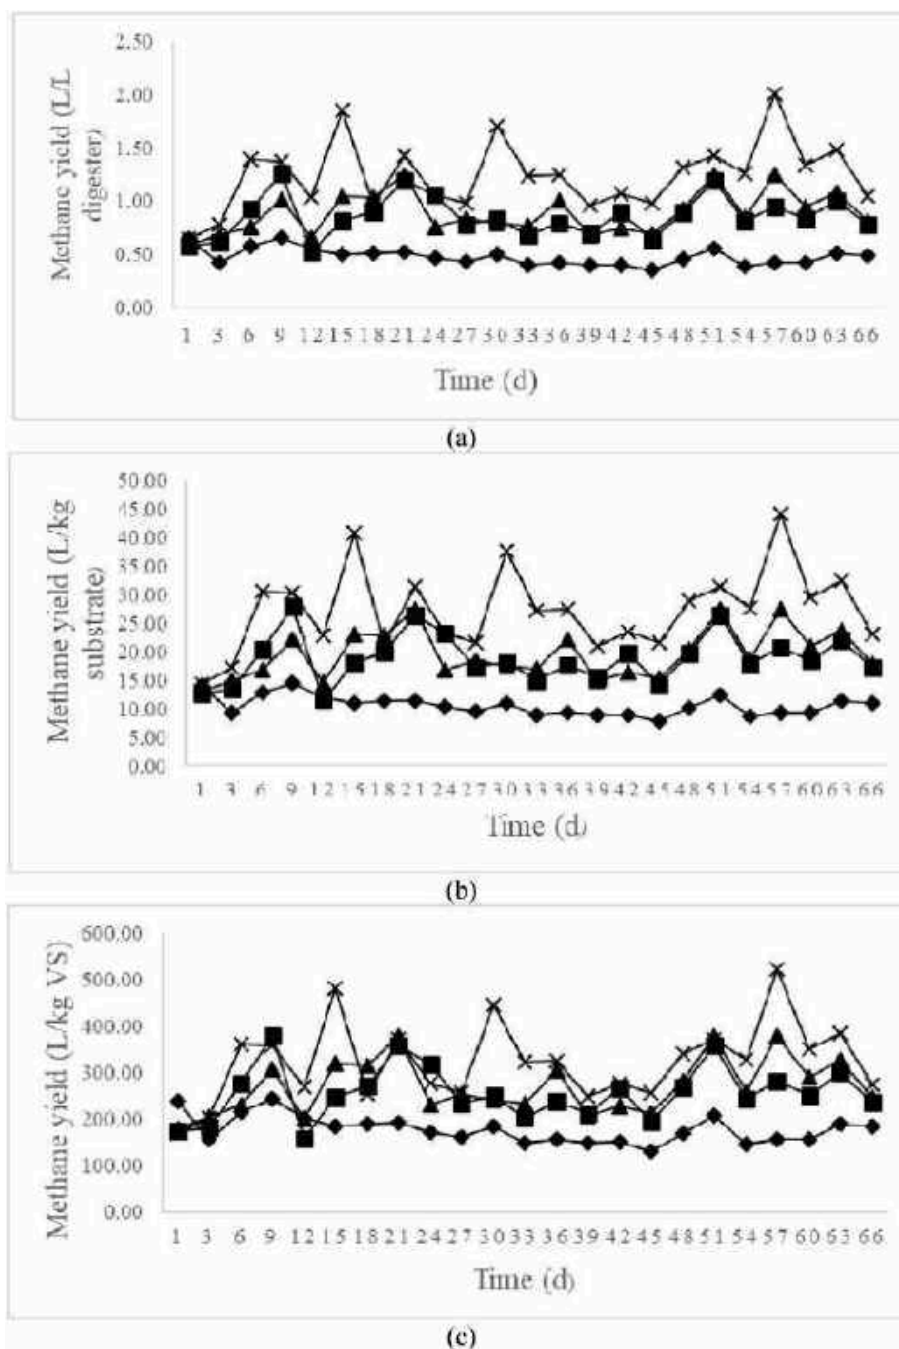 2.50
2.00
1.50
1.00
0.50
0.00
Methane yield (L/L
digester)
1 3 6 9 12 15 18 21 24 27 30 33 36 39 42 45 48 51 54 57 60 63 66
Time (d)
(a)
50.00
45.00
40.00
35.00
30.00
25.00
20.00
15.00
10.00
5.00
0.00
Methane yield (L/kg
substrate)
1 3 6 9 12 15 18 21 24 27 30 33 36 39 42 45 48 51 54 57 60 63 66
Time (d)
(b)
600.00
500.00
400.00
300.00
200.00
100.00
0.00
Methane yield (L/kg VS)
1 3 6 9 12 15 18 21 24 27 30 33 36 39 42 45 48 51 54 57 60 63 66
Time (d)
(c)